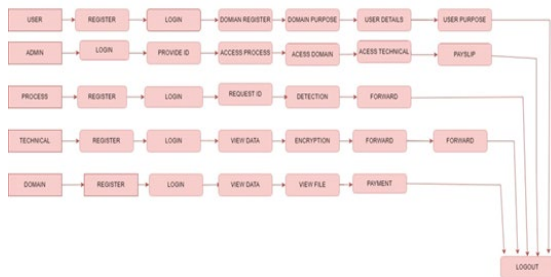 USER REGISTER LOGIN DOMIAN REGISTER DOMAIN PURPOSE USER DETAILS USER PURPOSE
ADMIN LOGIN PROVIDE ID ACCESS PROCESS ACESS DOMAIN ACESS TECHNICAL PAYSLIP
PROCESS REGISTER LOGIN REQUEST ID DETECTION FORWARD
TECHNICAL REGISTER LOGIN VIEW DATA ENCRYPTION FORWARD FORWARD
DOMAIN REGISTER LOGIN VIEW DATA VIEW FILE PAYMENT
LOGOUT